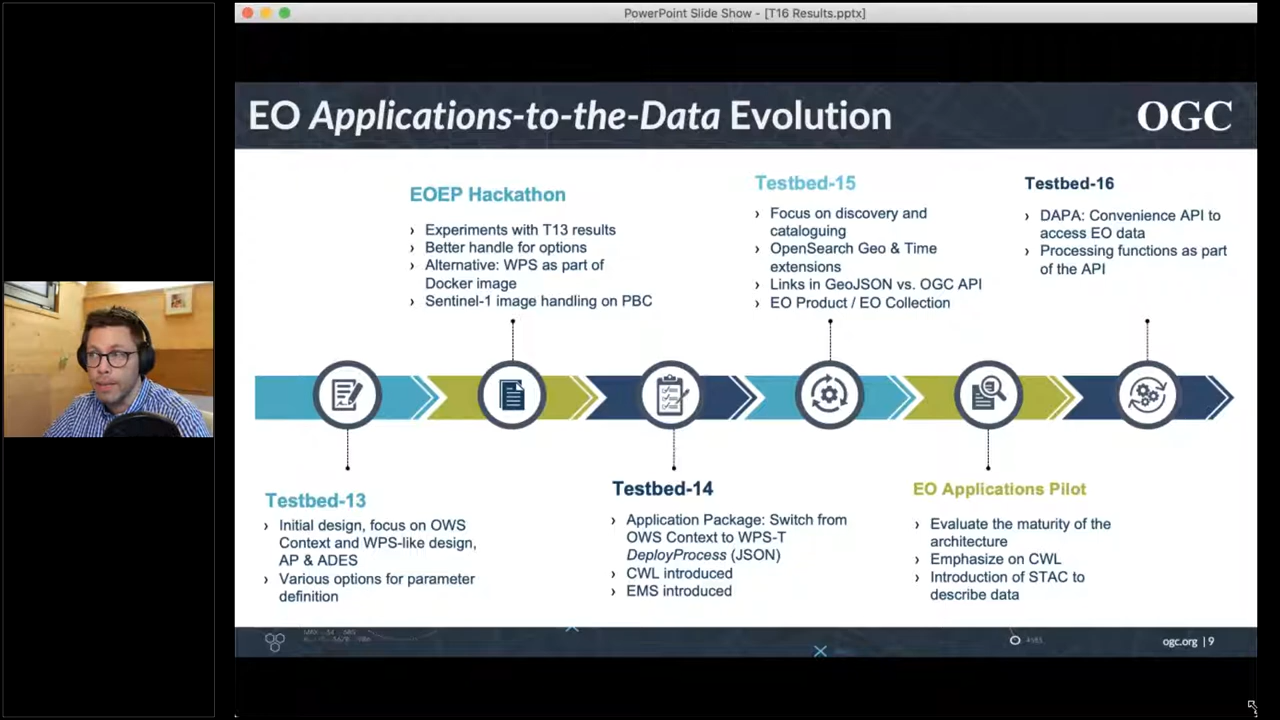 PowerPoint Slide Show - [T16 Results.pptx]
EO Applications-to-the-Data Evolution
OGC
EOEP Hackathon
› Experiments with T13 results
› Better handle for options
› Alternative: WPS as part of
Docker image
› Sentinel-1 image handling on PBC
Testbed-15
› Focus on discovery and
cataloguing
› OpenSearch Geo & Time
extensions
› Links in GeoJSON vs. OGC API
› EO Product / EO Collection
Testbed-16
› DAPA: Convenience API to
access EO data
› Processing functions as part
of the API
Testbed-13
› Initial design, focus on OWS
Context and WPS-like design,
AP & ADES
› Various options for parameter
definition
Testbed-14
› Application Package: Switch from
OWS Context to WPS-T
DeployProcess (JSON)
› CWL introduced
› EMS introduced
EO Applications Pilot
› Evaluate the maturity of the
architecture
› Emphasize on CWL
› Introduction of STAC to
describe data
ogc.org | 9